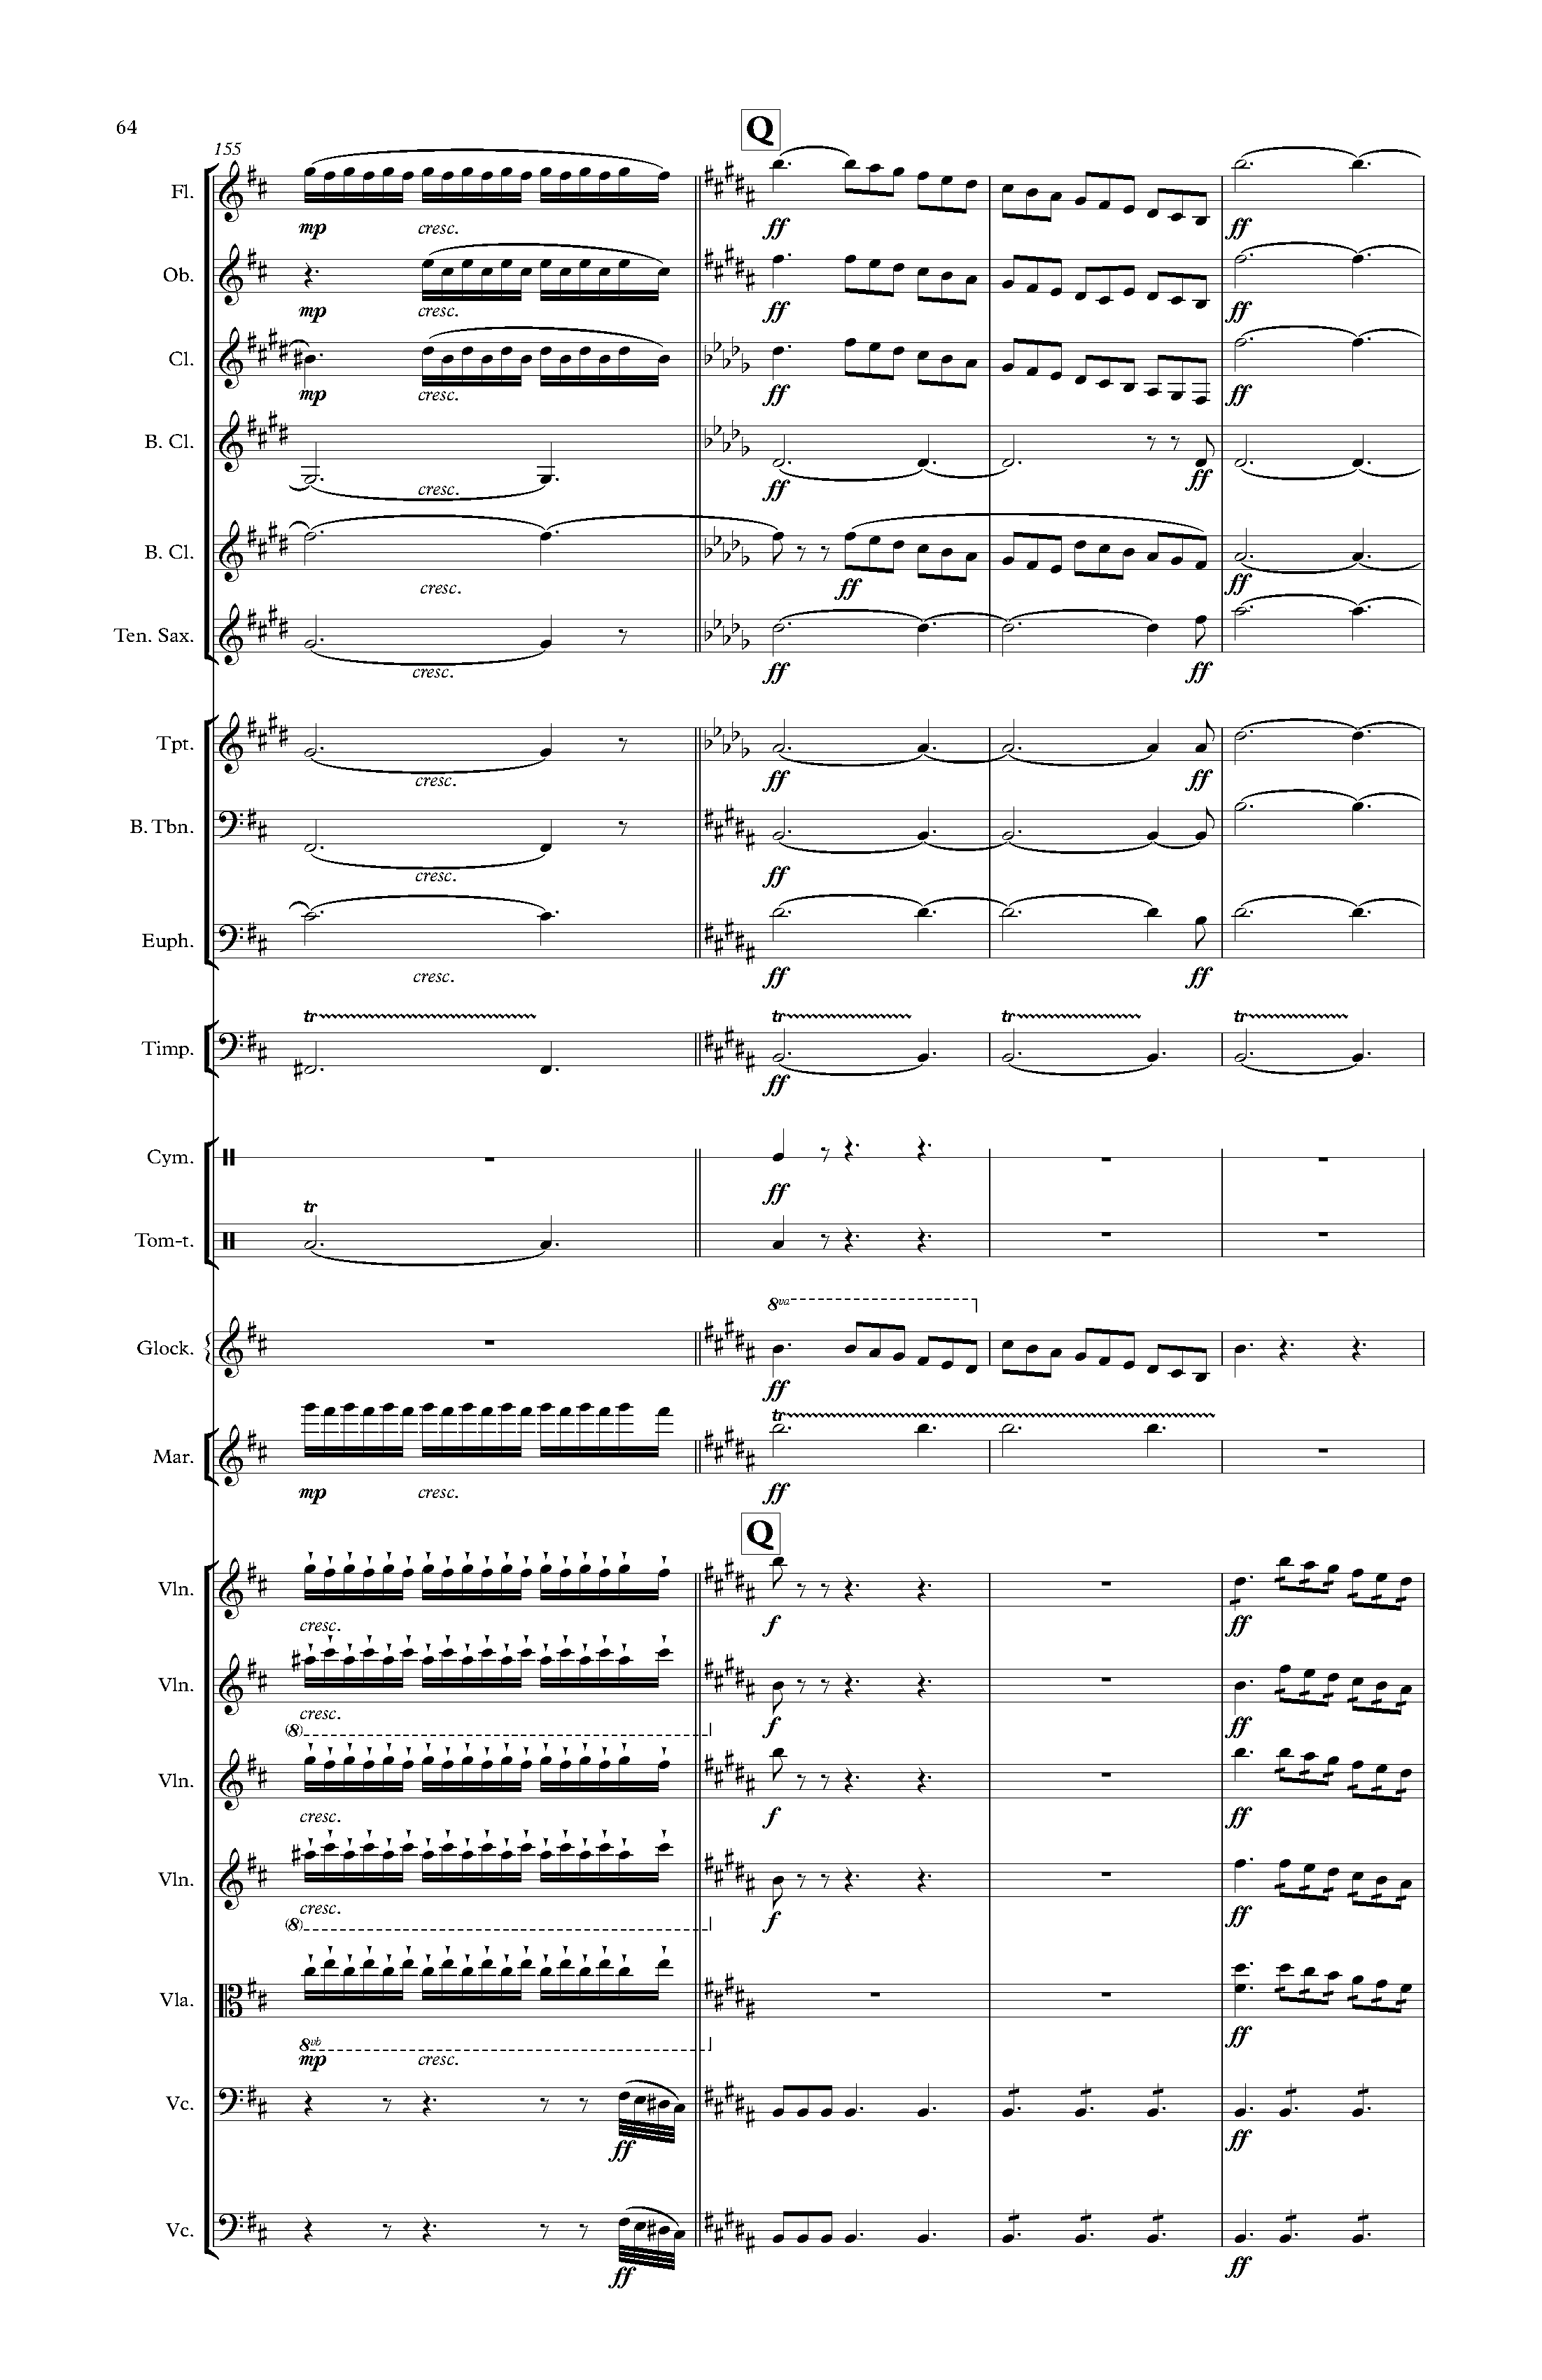 64
155
Q
Fl.
mp cresc. ff ff
Ob.
mp cresc. ff ff
Cl.
mp cresc. ff ff
B. Cl.
cresc. ff ff
B. Cl.
cresc. ff ff
Ten. Sax.
cresc. ff ff
Tpt.
cresc. ff ff
B. Tbn.
cresc. ff
Euph.
cresc. ff ff
tr tr tr tr
Timp.
ff
Cym.
ff
tr
Tom-t.
8va
Glock.
ff
tr
Mar.
mp cresc. ff
Q
Vln.
cresc. f ff
Vln.
cresc. f ff
(8)
Vln.
cresc. f ff
Vln.
cresc. f ff
(8)
Vla.
ff
8vb
mp cresc.
Vc.
ff ff
Vc.
ff ff